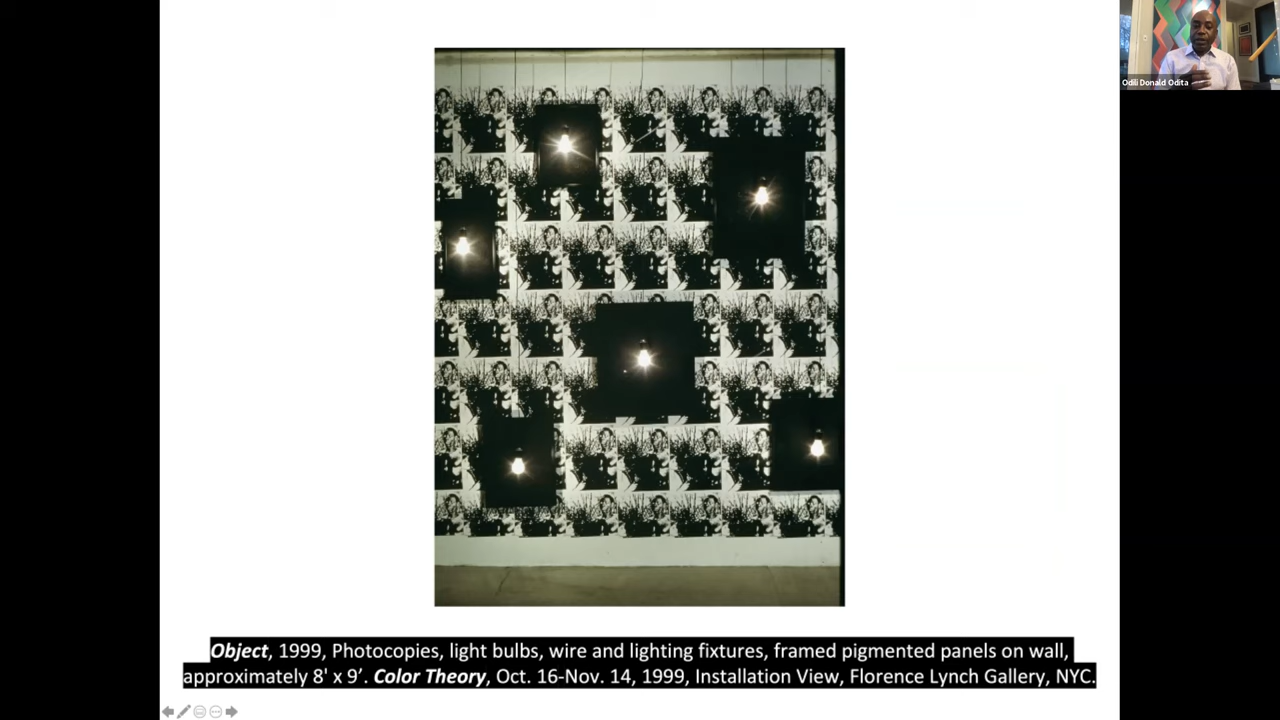 Odili Donald Odita
Object, 1999, Photocopies, light bulbs, wire and lighting fixtures, framed pigmented panels on wall,
approximately 8' x 9’. Color Theory, Oct. 16-Nov. 14, 1999, Installation View, Florence Lynch Gallery, NYC.